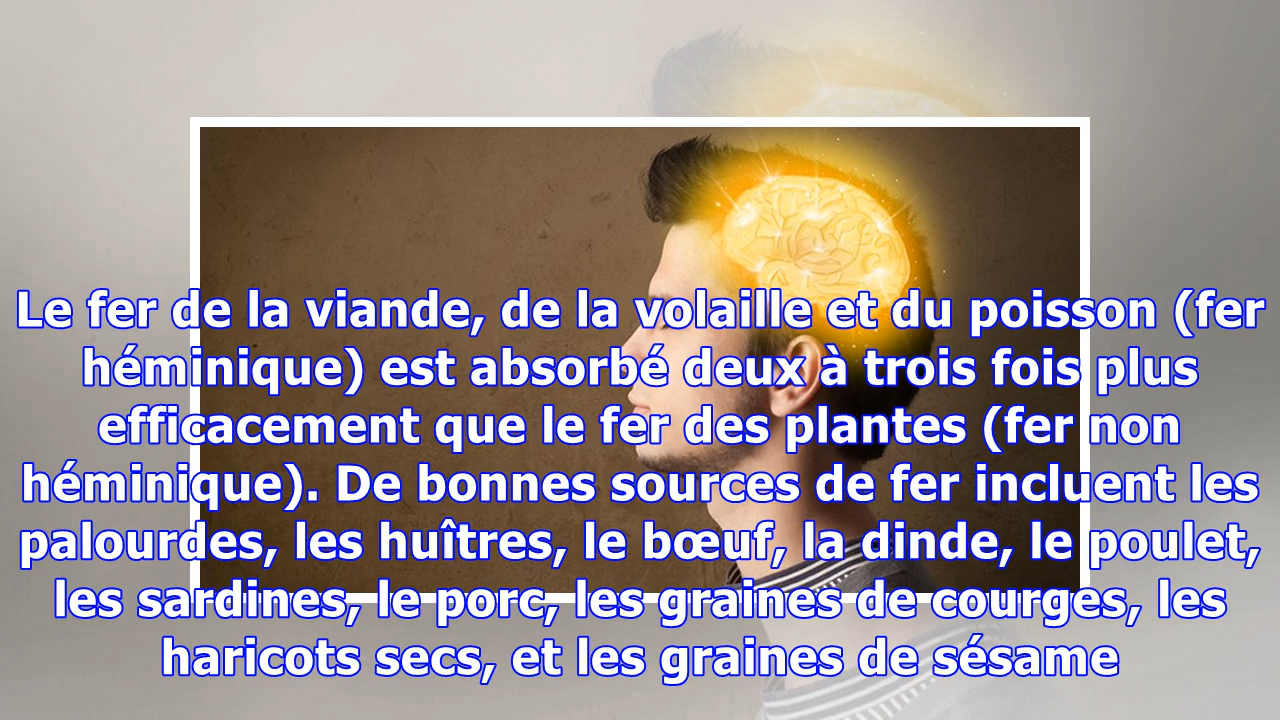 Le fer de la viande, de la volaille et du poisson (fer
héminique) est absorbé deux à trois fois plus
efficacement que le fer des plantes (fer non
héminique). De bonnes sources de fer incluent les
palourdes, les huîtres, le bœuf, la dinde, le poulet,
les sardines, le porc, les graines de courges, les
haricots secs, et les graines de sésame